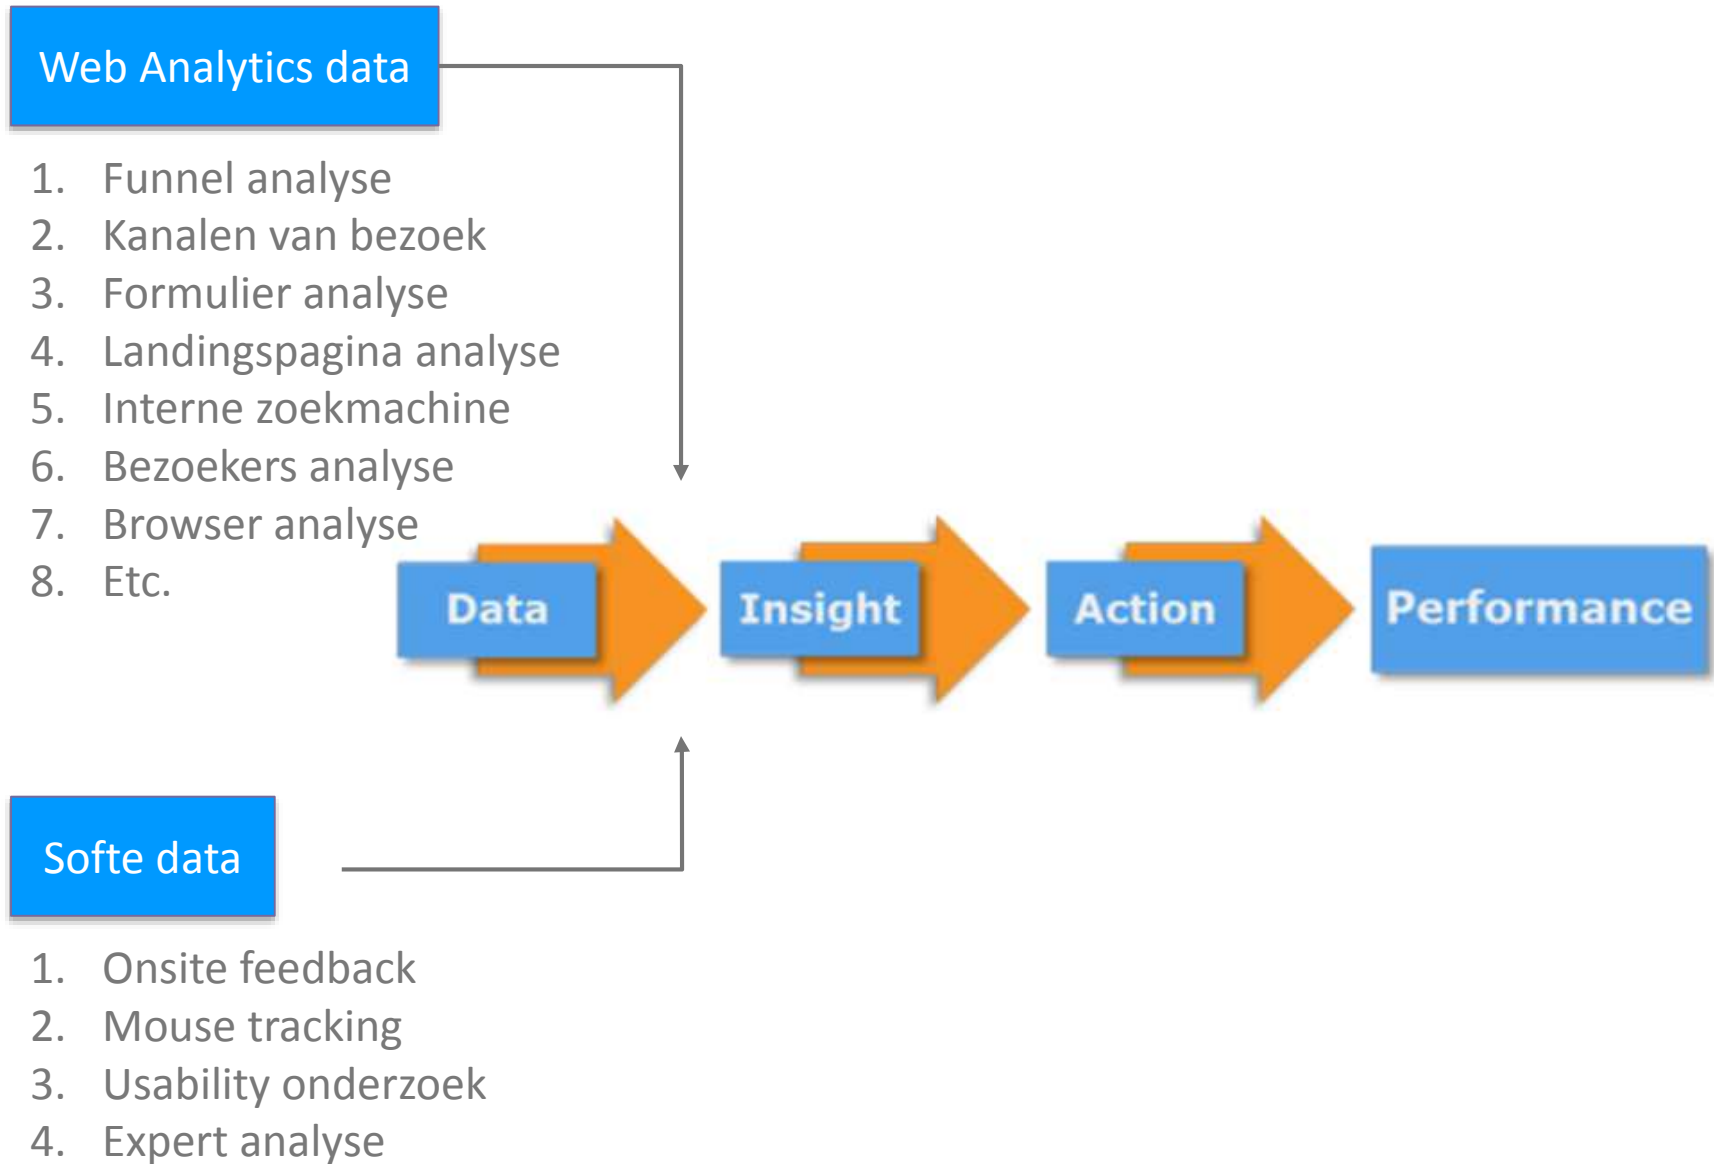 Web Analytics data
1. Funnel analyse
2. Kanalen van bezoek
3. Formulier analyse
4. Landingspagina analyse
5. Interne zoekmachine
6. Bezoekers analyse
7. Browser analyse
8. Etc.
Data
Insight
Action
Performance
Softe data
1. Onsite feedback
2. Mouse tracking
3. Usability onderzoek
4. Expert analyse